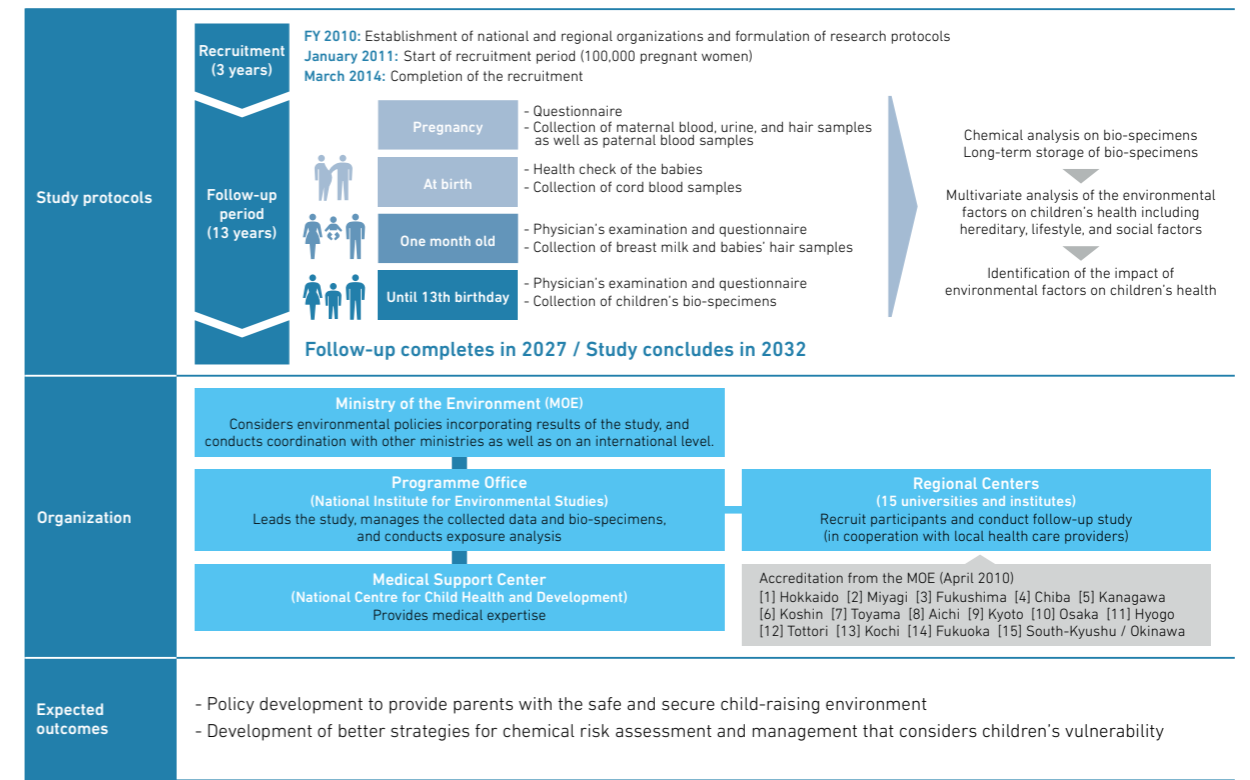 Study protocols
Recruitment
(3 years)
FY 2010: Establishment of national and regional organizations and formulation of research protocols
January 2011: Start of recruitment period (100,000 pregnant women)
March 2014: Completion of the recruitment
Follow-up
period
(13 years)
Pregnancy
- Questionnaire
- Collection of maternal blood, urine, and hair samples
as well as paternal blood samples
At birth
- Health check of the babies
- Collection of cord blood samples
One month old
- Physician's examination and questionnaire
- Collection of breast milk and babies' hair samples
Until 13th birthday
- Physician's examination and questionnaire
- Collection of children's bio-specimens
Chemical analysis on bio-specimens
Long-term storage of bio-specimens
Multivariate analysis of the environmental
factors on children's health including
hereditary, lifestyle, and social factors
Identification of the impact of
environmental factors on children's health
Follow-up completes in 2027 / Study concludes in 2032
Organization
Ministry of the Environment (MOE)
Considers environmental policies incorporating results of the study, and
conducts coordination with other ministries as well as on an international level.
Programme Office
(National Institute for Environmental Studies)
Leads the study, manages the collected data and bio-specimens,
and conducts exposure analysis
Medical Support Center
(National Centre for Child Health and Development)
Provides medical expertise
Regional Centers
(15 universities and institutes)
Recruit participants and conduct follow-up study
(in cooperation with local health care providers)
Accreditation from the MOE (April 2010)
[1] Hokkaido [2] Miyagi [3] Fukushima [4] Chiba [5] Kanagawa
[6] Koshin [7] Toyama [8] Aichi [9] Kyoto [10] Osaka [11] Hyogo
[12] Tottori [13] Kochi [14] Fukuoka [15] South-Kyushu / Okinawa
Expected
outcomes
- Policy development to provide parents with the safe and secure child-raising environment
- Development of better strategies for chemical risk assessment and management that considers children's vulnerability